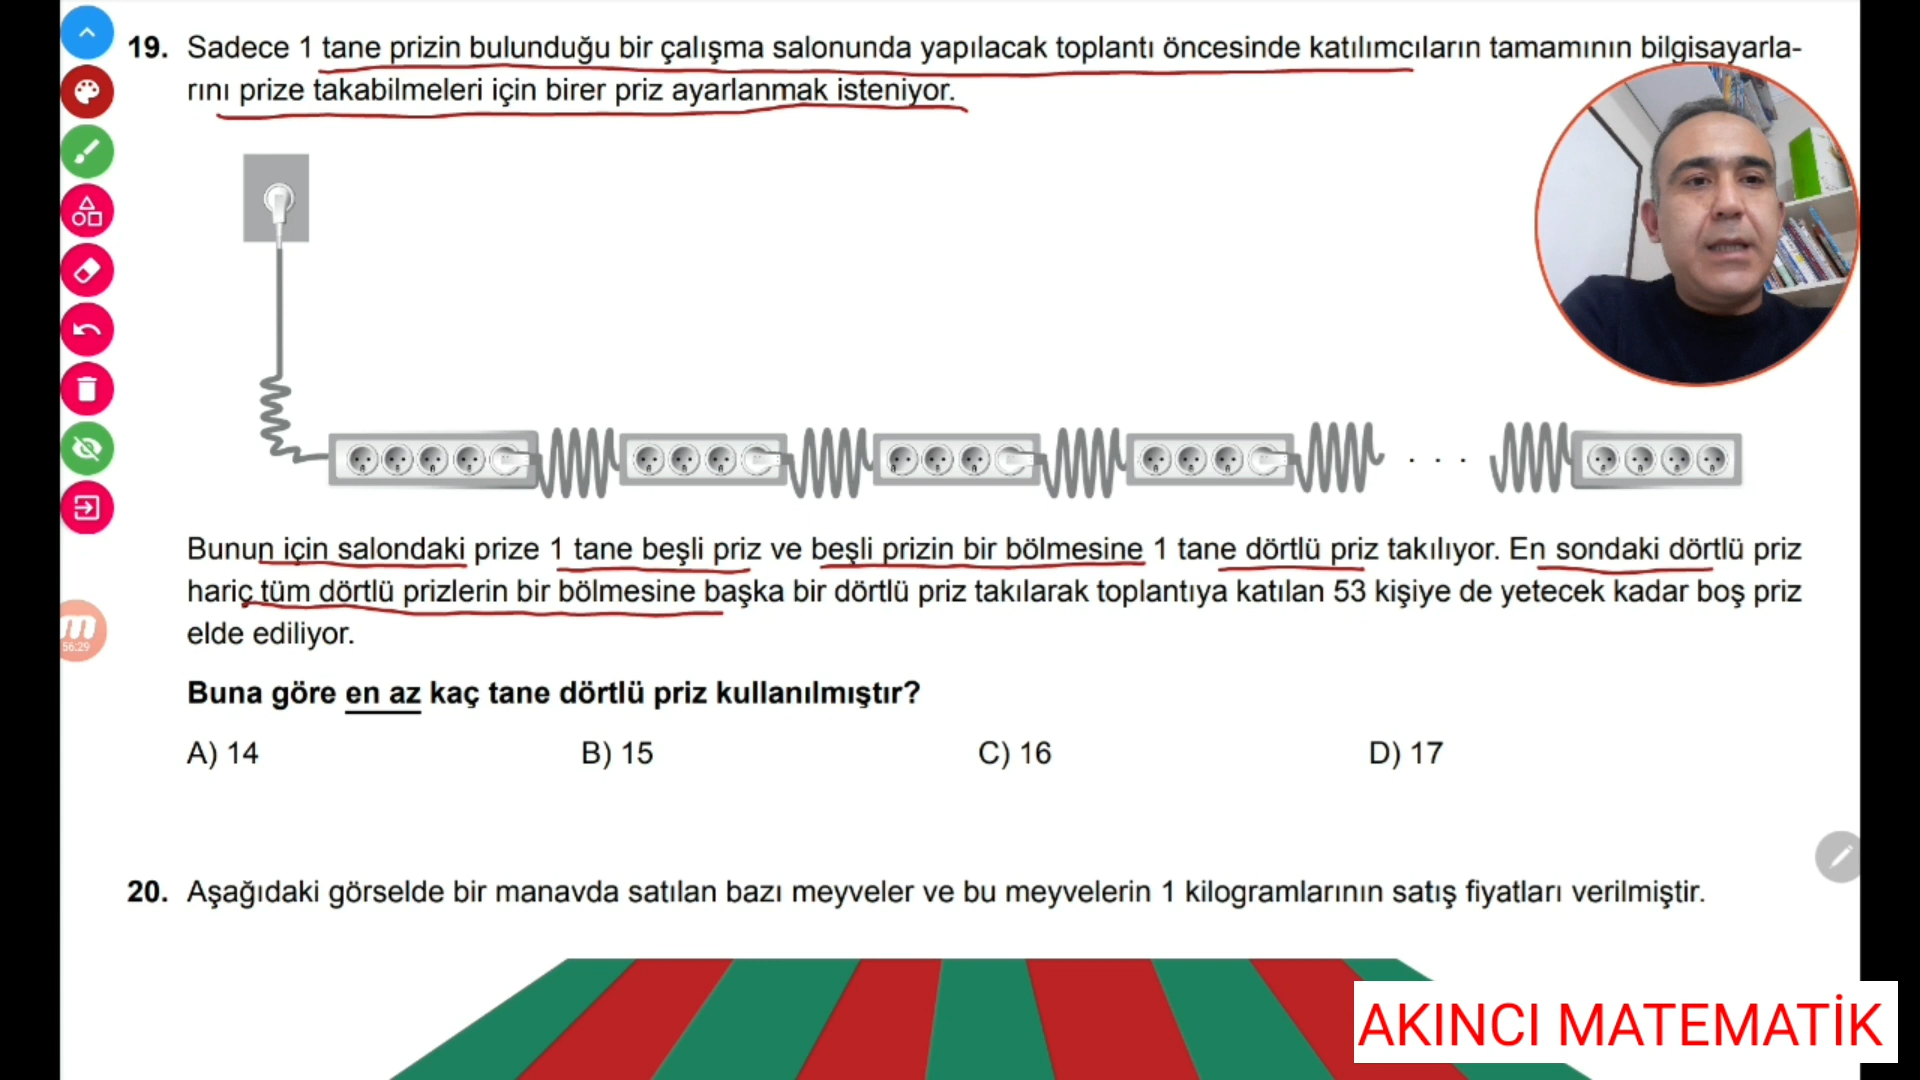 19. Sadece 1 tane prizin bulunduğu bir çalışma salonunda yapılacak toplantı öncesinde katılımcıların tamamının bilgisayarla-
rını prize takabilmeleri için birer priz ayarlanmak isteniyor.
. . .
Bunun için salondaki prize 1 tane beşli priz ve beşli prizin bir bölmesine 1 tane dörtlü priz takılıyor. En sondaki dörtlü priz
hariç tüm dörtlü prizlerin bir bölmesine başka bir dörtlü priz takılarak toplantıya katılan 53 kişiye de yetecek kadar boş priz
elde ediliyor.
Buna göre en az kaç tane dörtlü priz kullanılmıştır?
A) 14 B) 15 C) 16 D) 17
20. Aşağıdaki görselde bir manavda satılan bazı meyveler ve bu meyvelerin 1 kilogramlarının satış fiyatları verilmiştir.
m
56:29
AKINCI MATEMATİK